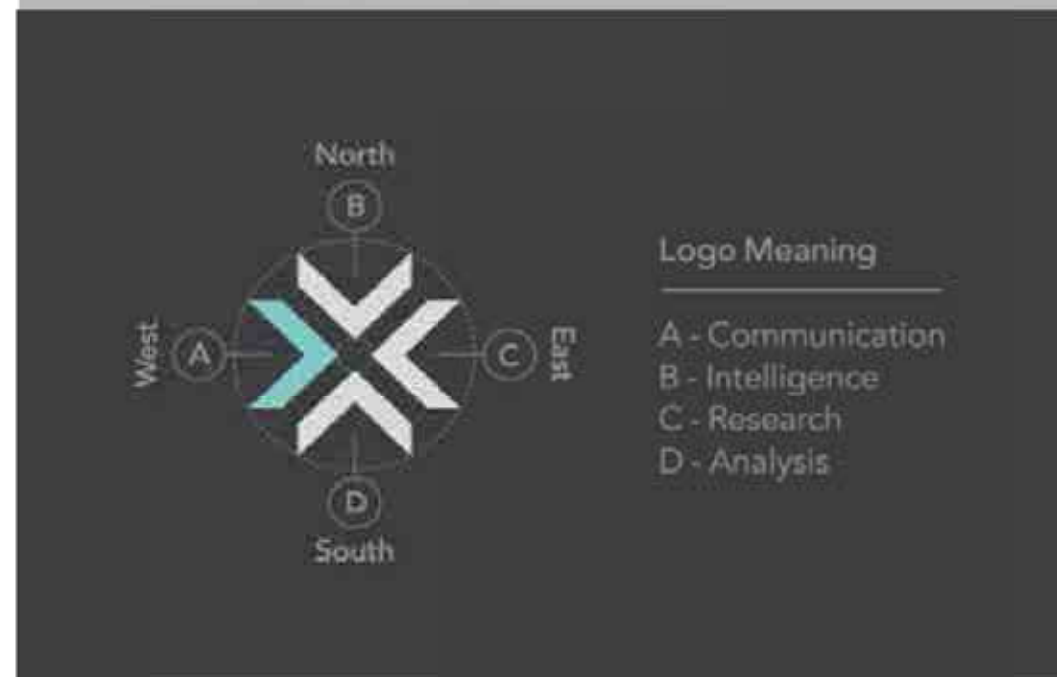 North
B
West
A
C
East
D
South
Logo Meaning
A - Communication
B - Intelligence
C - Research
D - Analysis